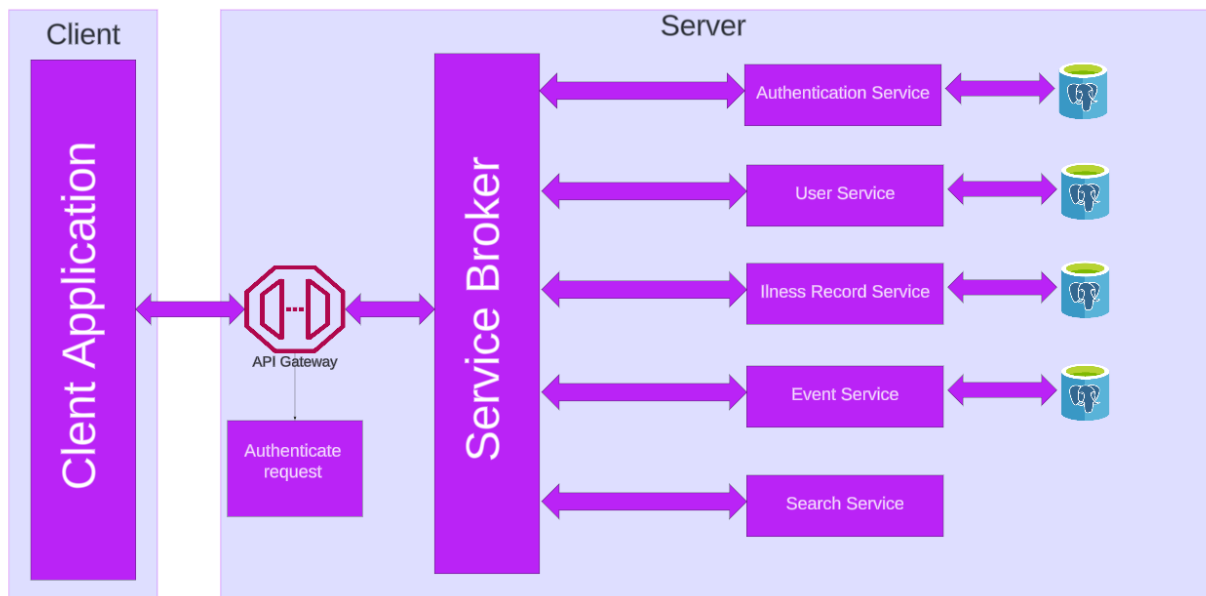 Client
Server
Clent Application
Service Broker
Authentication Service
User Service
Ilness Record Service
API Gateway
Event Service
Authenticate
request
Search Service